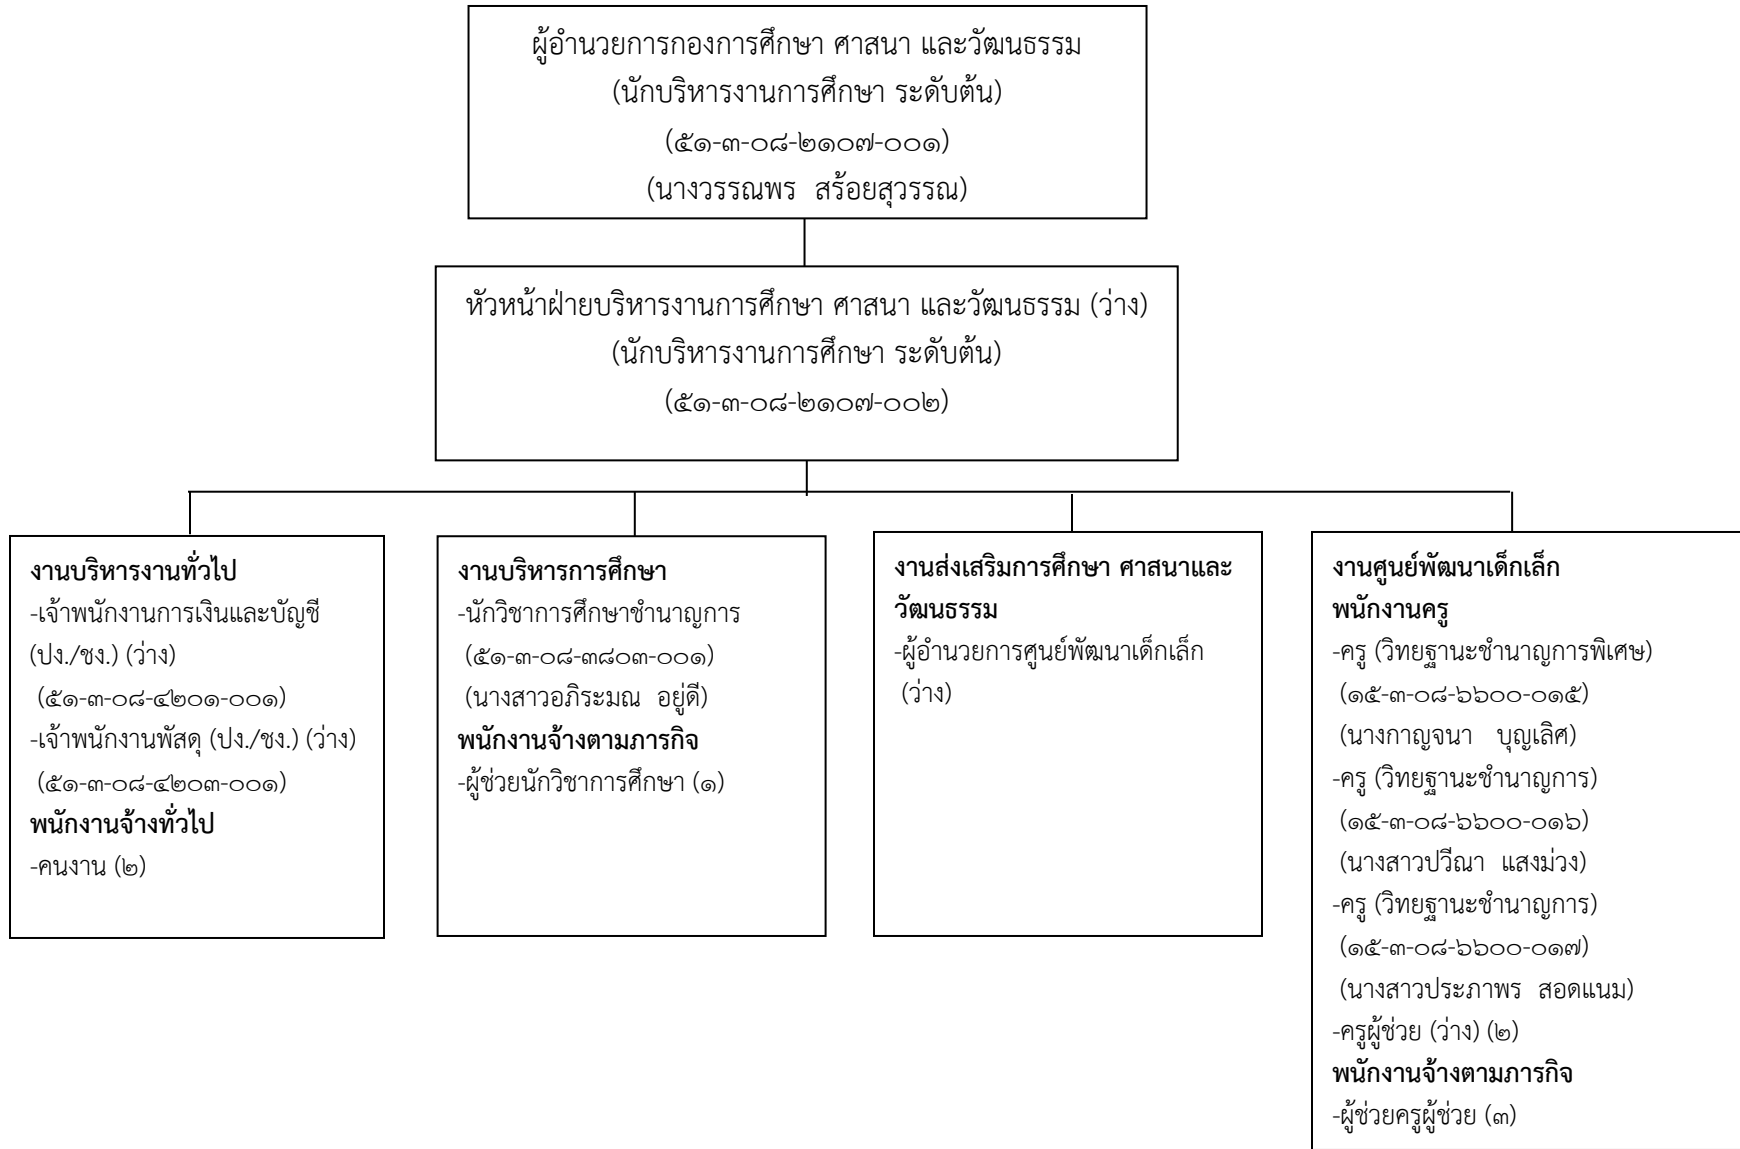 ผู้อำนวยการกองการศึกษา ศาสนา และวัฒนธรรม
(นักบริหารงานการศึกษา ระดับต้น)
(๕๑-๓-๐๘-๒๑๐๗-๐๐๑)
(นางวรรณพร สร้อยสุวรรณ)
หัวหน้าฝ่ายบริหารงานการศึกษา ศาสนา และวัฒนธรรม (ว่าง)
(นักบริหารงานการศึกษา ระดับต้น)
(๕๑-๓-๐๘-๒๑๐๗-๐๐๒)
งานบริหารงานทั่วไป
-เจ้าพนักงานการเงินและบัญชี
(ปง./ชง.) (ว่าง)
(๕๑-๓-๐๘-๔๒๐๑-๐๐๑)
-เจ้าพนักงานพัสดุ (ปง./ชง.) (ว่าง)
(๕๑-๓-๐๘-๔๒๐๓-๐๐๑)
พนักงานจ้างทั่วไป
-คนงาน (๒)
งานบริหารการศึกษา
-นักวิชาการศึกษาชำนาญการ
(๕๑-๓-๐๘-๓๘๐๓-๐๐๑)
(นางสาวอภิระมณ อยู่ดี)
พนักงานจ้างตามภารกิจ
-ผู้ช่วยนักวิชาการศึกษา (๑)
งานส่งเสริมการศึกษา ศาสนาและ
วัฒนธรรม
-ผู้อำนวยการศูนย์พัฒนาเด็กเล็ก
(ว่าง)
งานศูนย์พัฒนาเด็กเล็ก
พนักงานครู
-ครู (วิทยฐานะชำนาญการพิเศษ)
(๑๕-๓-๐๘-๖๖๐๐-๐๑๕)
(นางกาญจนา บุญเลิศ)
-ครู (วิทยฐานะชำนาญการ)
(๑๕-๓-๐๘-๖๖๐๐-๐๑๖)
(นางสาวปวีณา แสงม่วง)
-ครู (วิทยฐานะชำนาญการ)
(๑๕-๓-๐๘-๖๖๐๐-๐๑๗)
(นางสาวประภาพร สอดแนม)
-ครูผู้ช่วย (ว่าง) (๒)
พนักงานจ้างตามภารกิจ
-ผู้ช่วยครูผู้ช่วย (๓)